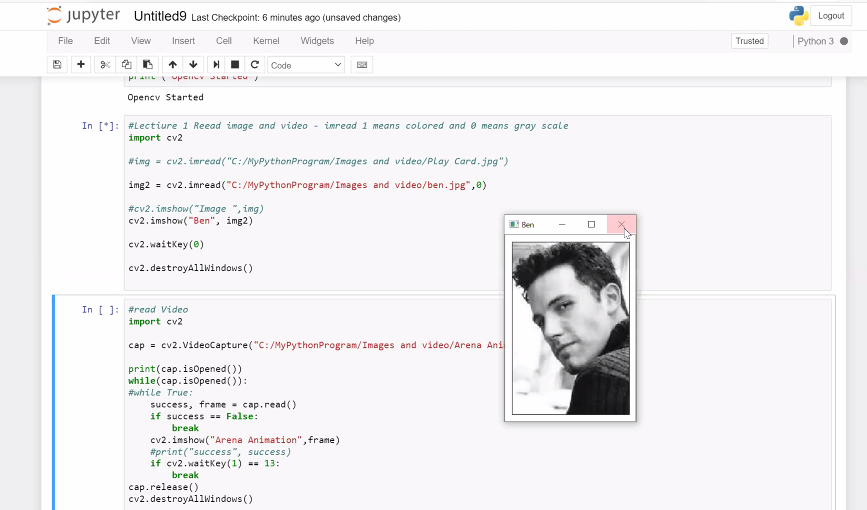 jupyter Untitled9 Last Checkpoint: 6 minutes ago (unsaved changes) Logout
File Edit View Insert Cell Kernel Widgets Help Trusted Python 3
Code
print ("Opencv Started")
Opencv Started
In [*]: #Lectiure 1 Reead image and video - imread 1 means colored and 0 means gray scale
import cv2
#img = cv2.imread("C:/MyPythonProgram/Images and video/Play Card.jpg")
img2 = cv2.imread("C:/MyPythonProgram/Images and video/ben.jpg",0)
#cv2.imshow("Image ",img)
cv2.imshow("Ben", img2)
cv2.waitKey(0)
cv2.destroyAllWindows()
Ben
In [ ]: #read Video
import cv2
cap = cv2.VideoCapture("C:/MyPythonProgram/Images and video/Arena Ani
print(cap.isOpened())
while(cap.isOpened()):
#while True:
success, frame = cap.read()
if success == False:
break
cv2.imshow("Arena Animation",frame)
#print("success", success)
if cv2.waitKey(1) == 13:
break
cap.release()
cv2.destroyAllWindows()